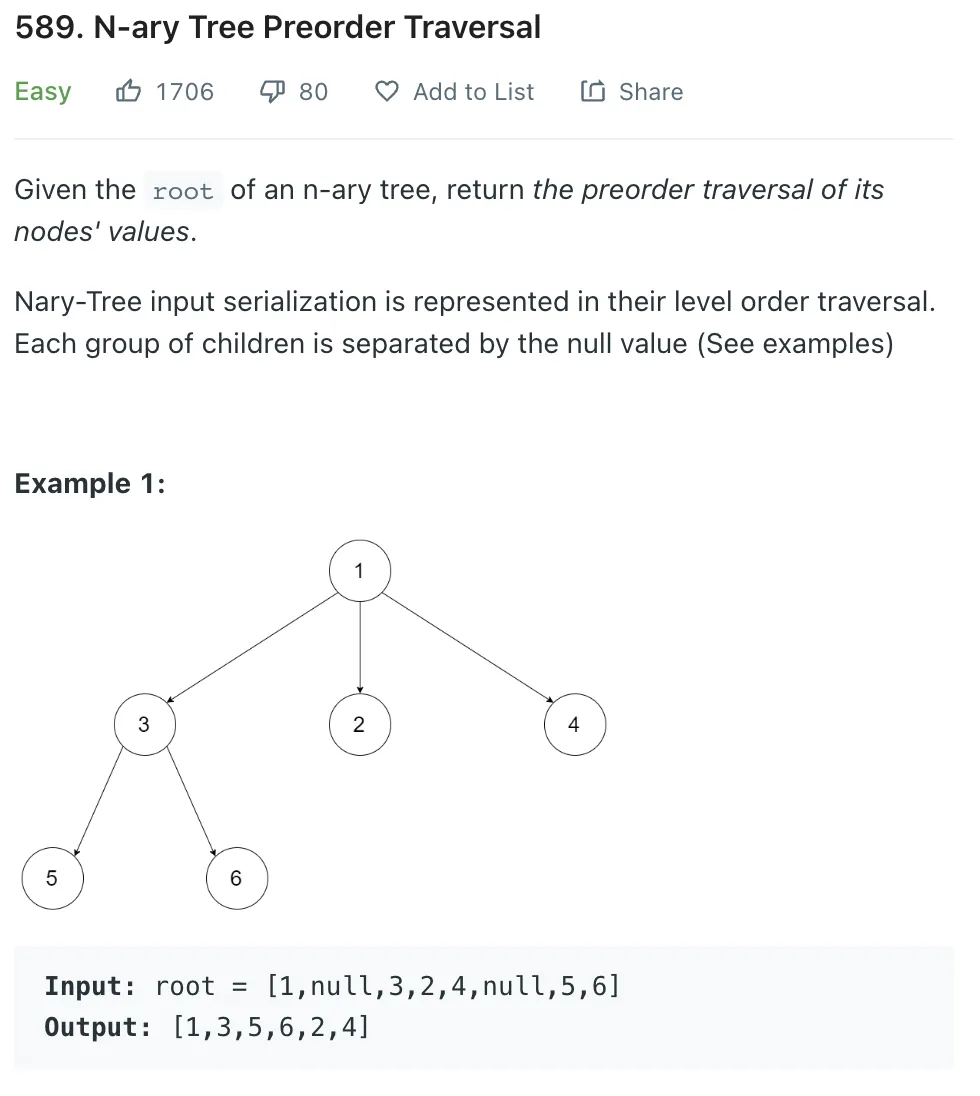 589. N-ary Tree Preorder Traversal
Easy 1706 80 Add to List Share
Given the root of an n-ary tree, return the preorder traversal of its
nodes' values.
Nary-Tree input serialization is represented in their level order traversal.
Each group of children is separated by the null value (See examples)
Example 1:
1
3 2 4
5 6
Input: root = [1,null,3,2,4,null,5,6]
Output: [1,3,5,6,2,4]